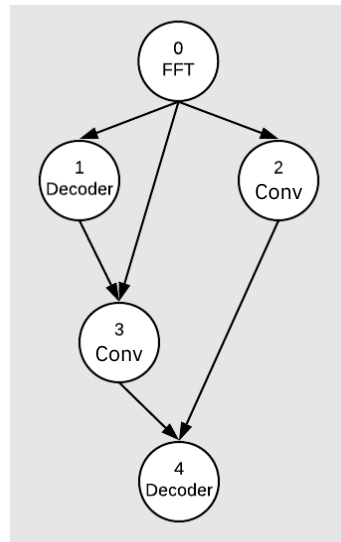 0
FFT
1
Decoder
2
Conv
3
Conv
4
Decoder